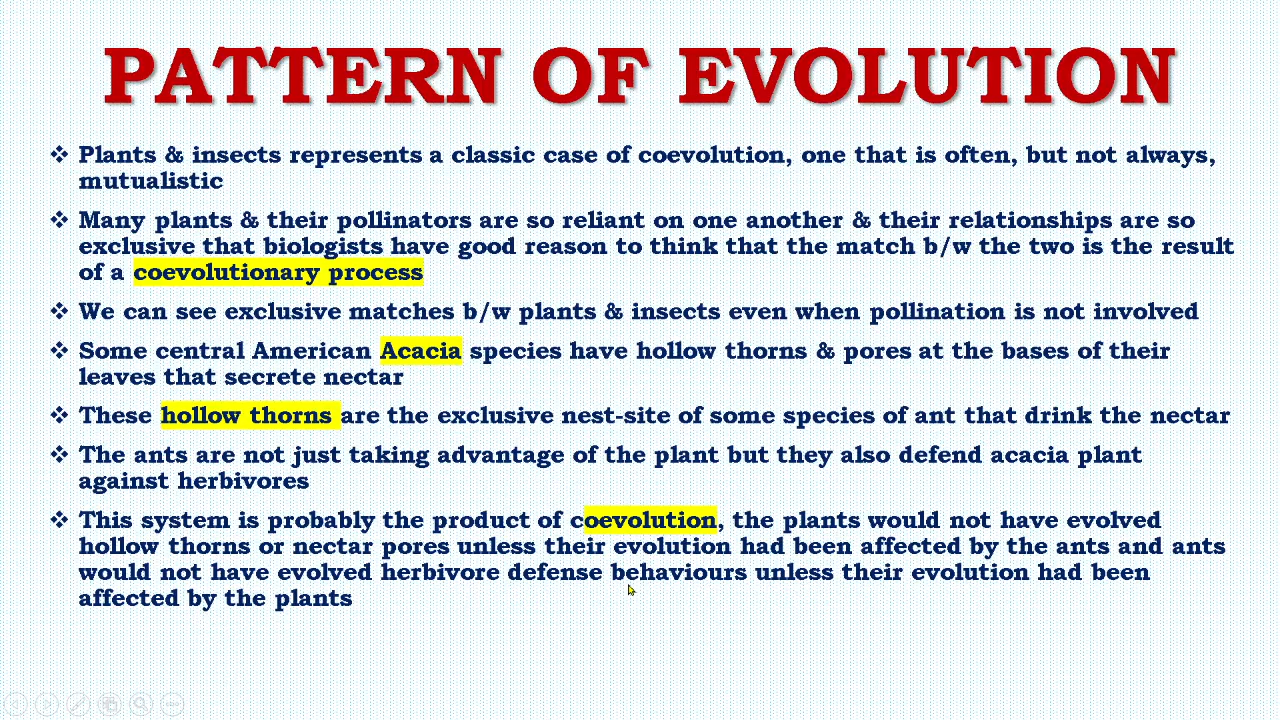 PATTERN OF EVOLUTION
❖ Plants & insects represents a classic case of coevolution, one that is often, but not always,
mutualistic
❖ Many plants & their pollinators are so reliant on one another & their relationships are so
exclusive that biologists have good reason to think that the match b/w the two is the result
of a coevolutionary process
❖ We can see exclusive matches b/w plants & insects even when pollination is not involved
❖ Some central American Acacia species have hollow thorns & pores at the bases of their
leaves that secrete nectar
❖ These hollow thorns are the exclusive nest-site of some species of ant that drink the nectar
❖ The ants are not just taking advantage of the plant but they also defend acacia plant
against herbivores
❖ This system is probably the product of coevolution, the plants would not have evolved
hollow thorns or nectar pores unless their evolution had been affected by the ants and ants
would not have evolved herbivore defense behaviours unless their evolution had been
affected by the plants